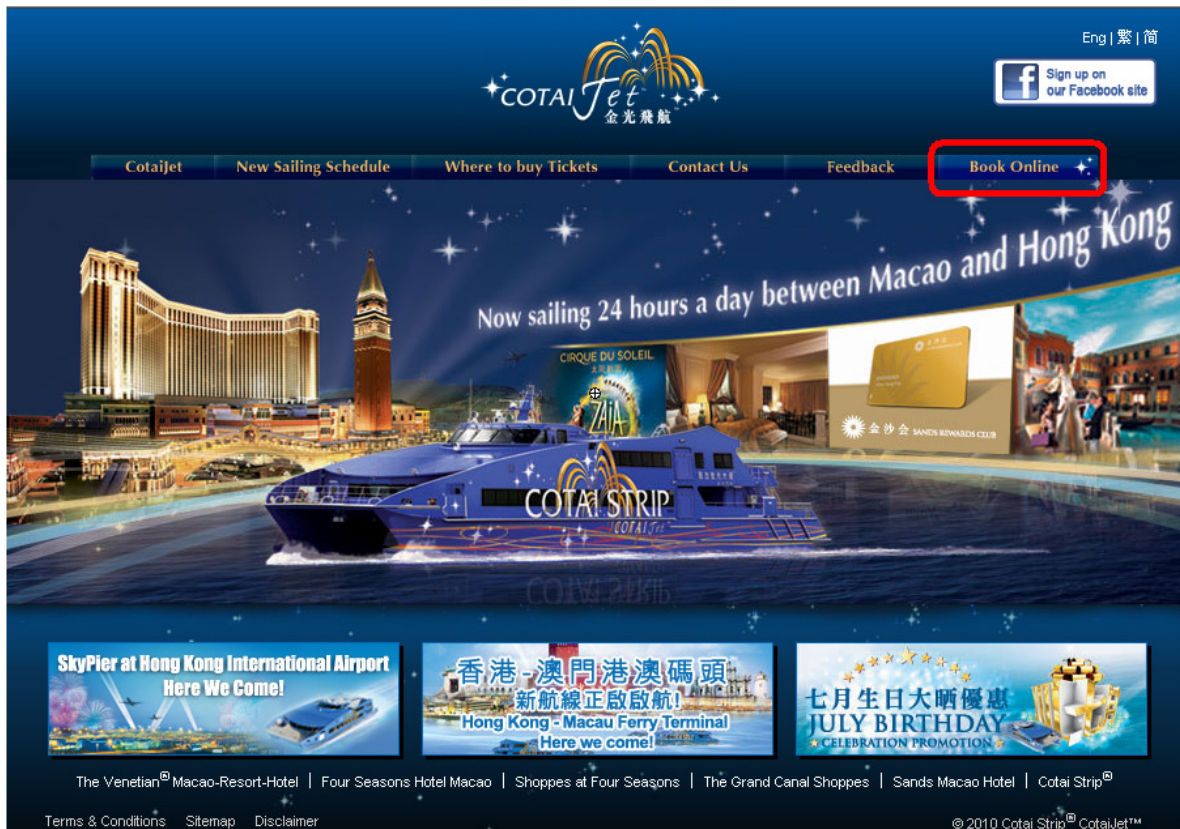 Eng | 繁 | 简
Sign up on
our Facebook site
COTAI Jet
金光飛航
CotaiJet
New Sailing Schedule
Where to buy Tickets
Contact Us
Feedback
Book Online
Now sailing 24 hours a day between Macao and Hong Kong
CIRQUE DU SOLEIL
太陽劇團
ZAiA
金沙会 SANDS REWARDS CLUB
COTAI STRIP
COTAI Jet
SkyPier at Hong Kong International Airport
Here We Come!
香港-澳門港澳碼頭
新航線正啟啟航!
Hong Kong - Macau Ferry Terminal
Here we come!
七月生日大晒優惠
JULY BIRTHDAY
CELEBRATION PROMOTION
The Venetian® Macao-Resort-Hotel | Four Seasons Hotel Macao | Shoppes at Four Seasons | The Grand Canal Shoppes | Sands Macao Hotel | Cotai Strip®
Terms & Conditions Sitemap Disclaimer
© 2010 Cotai Strip® CotaiJet™